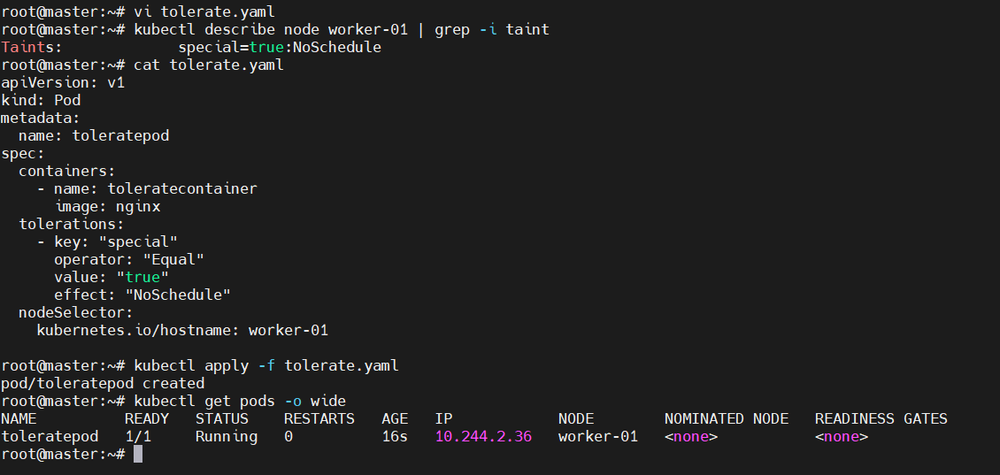 root@master:~# vi tolerate.yaml
root@master:~# kubectl describe node worker-01 | grep -i taint
Taints:             special=true:NoSchedule
root@master:~# cat tolerate.yaml
apiVersion: v1
kind: Pod
metadata:
  name: toleratepod
spec:
  containers:
    - name: toleratecontainer
      image: nginx
  tolerations:
    - key: "special"
      operator: "Equal"
      value: "true"
      effect: "NoSchedule"
  nodeSelector:
    kubernetes.io/hostname: worker-01

root@master:~# kubectl apply -f tolerate.yaml
pod/toleratepod created
root@master:~# kubectl get pods -o wide
NAME          READY   STATUS    RESTARTS   AGE   IP            NODE        NOMINATED NODE   READINESS GATES
toleratepod   1/1     Running   0          16s   10.244.2.36   worker-01   <none>           <none>
root@master:~#